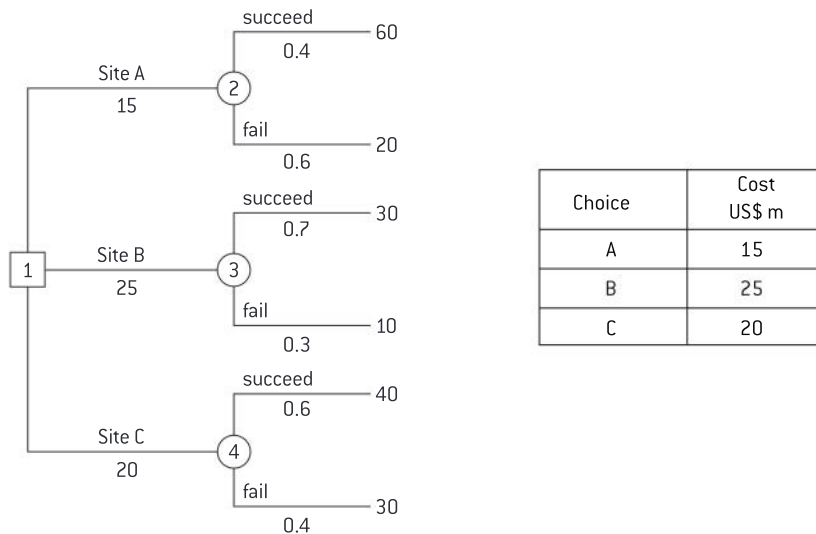 succeed
60
0.4
Site A
2
15
fail
20
0.6
succeed
30
0.7
Site B
1
3
25
fail
10
0.3
succeed
40
0.6
Site C
4
20
fail
30
0.4
Choice Cost
US$ m
A 15
B 25
C 20